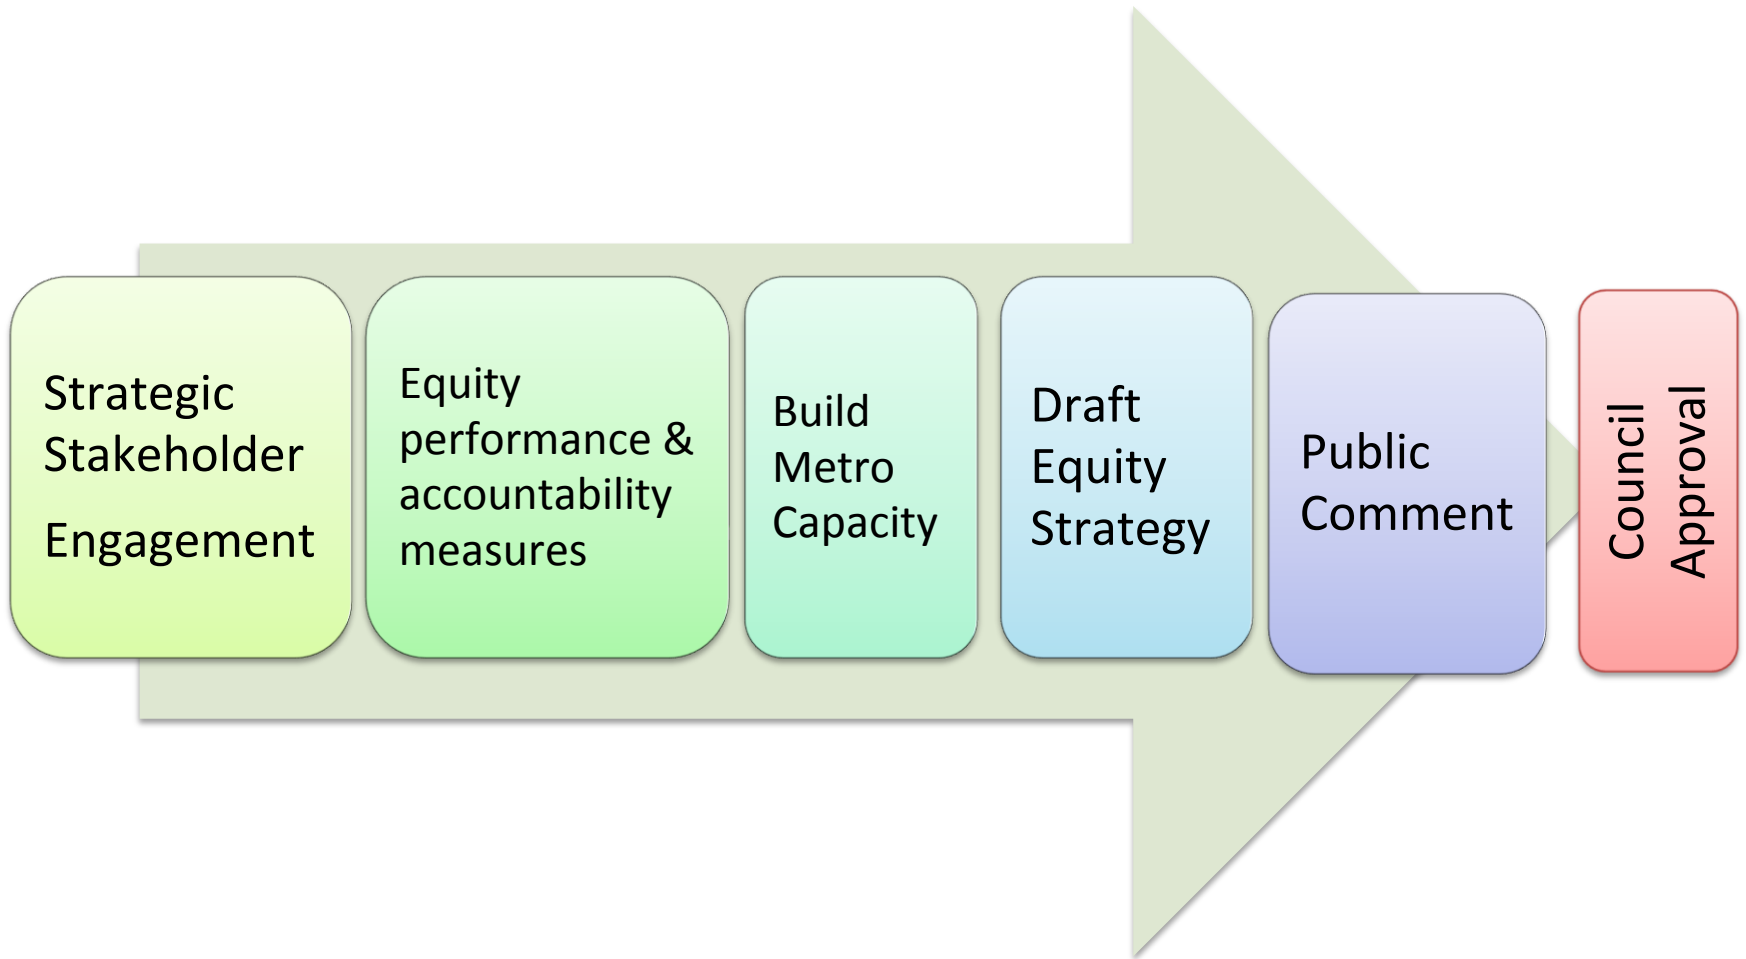 Strategic
Stakeholder
Engagement
Equity
performance &
accountability
measures
Build
Metro
Capacity
Draft
Equity
Strategy
Public
Comment
Council
Approval